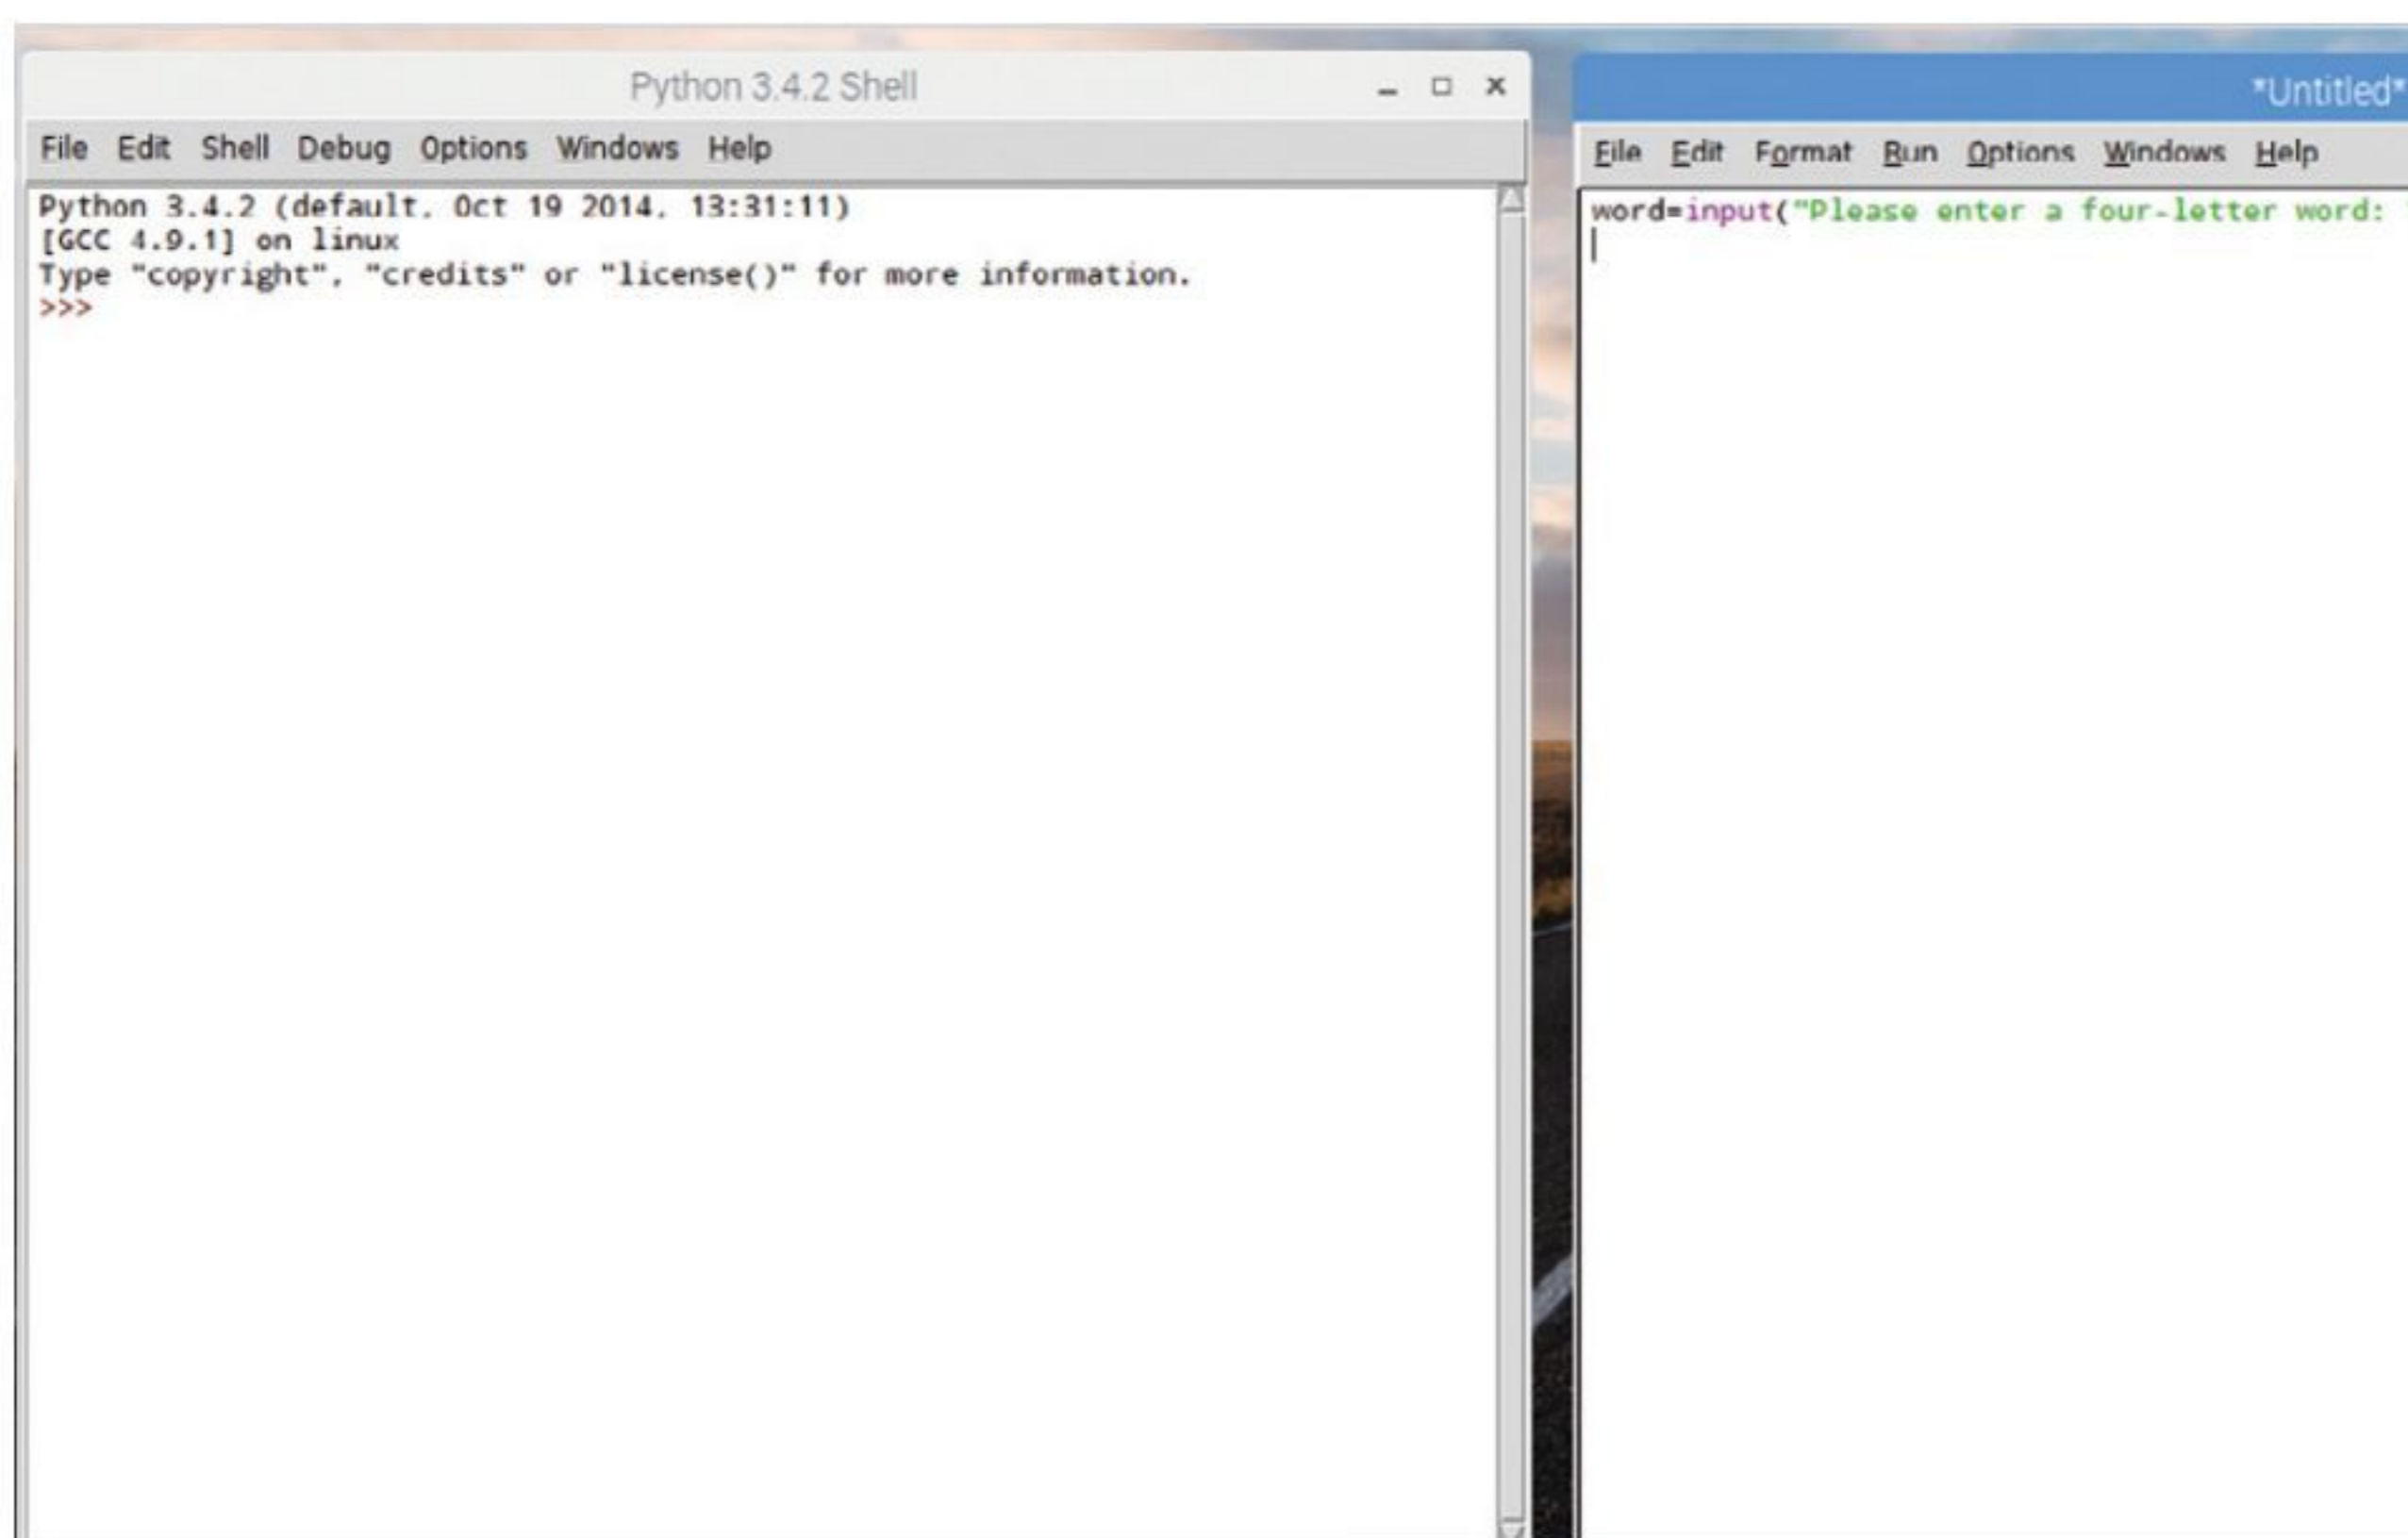 Python 3.4.2 Shell
File Edit Shell Debug Options Windows Help
Python 3.4.2 (default, Oct 19 2014, 13:31:11)
[GCC 4.9.1] on linux
Type "copyright", "credits" or "license()" for more information.
>>>
*Untitled*
File Edit Format Run Options Windows Help
word=input("Please enter a four-letter word: